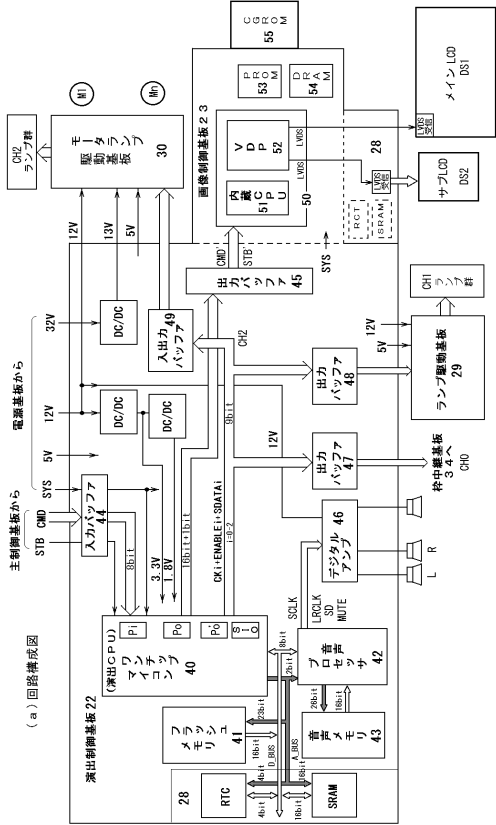 (a) 回路構成図
主制御基板から
STB
CMD
電源基板から
SYS
5V
12V
32V
演出制御基板22
入力バッファ
44
8bit
DC/DC
DC/DC
DC/DC
12V
13V
5V
モータランプ
駆動
基板
30
CH2
ランプ群
M1
Mn
3.3V
1.8V
入出力
バッファ
49
(演出CPU)
ワンチップ
マイコン
40
Pi
Po
Po'
SIO
16bit+1bit
出力
バッファ
45
CMD'
STB'
SYS
画像制御基板23
内蔵CPU
51
VDP
52
50
PROM
53
DRAM
54
CGROM
55
LVDS
LVDS
CKi+ENABLEi+SDATAi
i=0-2
9bit
CH2
28
RCT
SRAM
LVDS
受信
LVDS
受信
サブLCD
DS2
メインLCD
DS1
フラッシュ
メモリ
41
23bit
16bit
8bit
2bit
D_BUS
A_BUS
12V
出力
バッファ
47
出力
バッファ
48
枠中継基板
34へ
CH0
5V
12V
ランプ駆動基板
29
CH1
ランプ群
28
RTC
4bit
4bit
SRAM
16bit
16bit
音声
プロセッサ
42
26bit
16bit
音声メモリ
43
SCLK
LRCLK
SD
MUTE
デジタル
アンプ
46
L
R